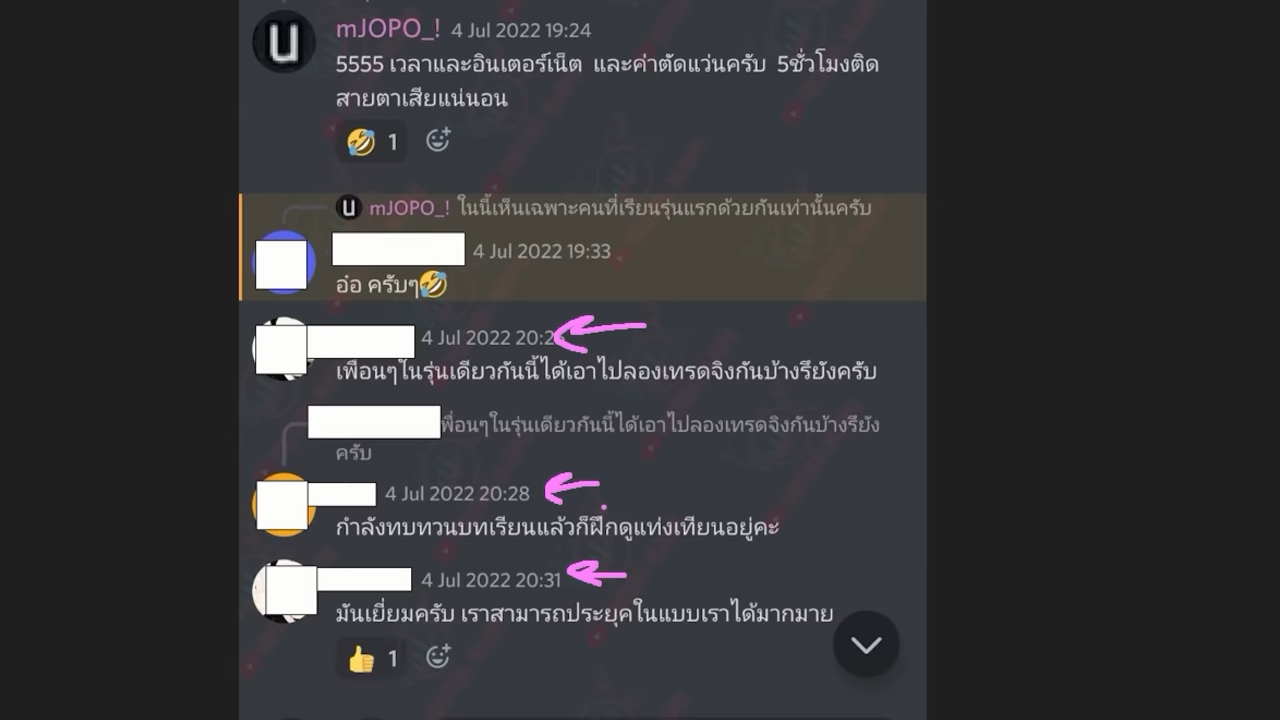 mJOPO_! 4 Jul 2022 19:24
5555 เวลาและอินเตอร์เน็ต และค่าตัดแว่นครับ 5ชั่วโมงติด
สายตาเสียแน่นอน
🤣 1
U mJOPO_! ในนี้เห็นเฉพาะคนที่เรียนรุ่นแรกด้วยกันเท่านั้นครับ
4 Jul 2022 19:33
อ๋อ ครับๆ🤣
4 Jul 2022
เพื่อนๆในรุ่นเดียวกันนี้ได้เอาไปลองเทรดจิงกันบ้างรึยังครับ
พื่อนๆในรุ่นเดียวกันนี้ได้เอาไปลองเทรดจิงกันบ้างรึยัง
ครับ
4 Jul 2022 20:28
กำลังทบทวนบทเรียนแล้วก็ฝึกดูแท่งเทียนอยู่คะ
4 Jul 2022 20:31
มันเยี่ยมครับ เราสามารถประยุคในแบบเราได้มากมาย
👍 1